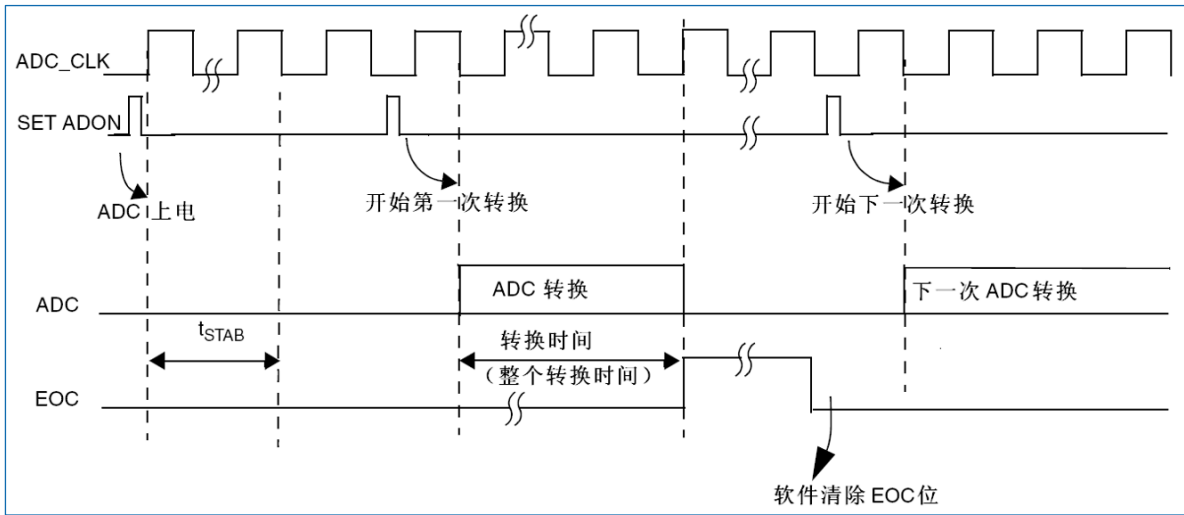 ADC_CLK
SET ADON
ADC 上电
开始第一次转换
开始下一次转换
ADC
ADC 转换
下一次 ADC 转换
tSTAB
转换时间
（整个转换时间）
EOC
软件清除 EOC位